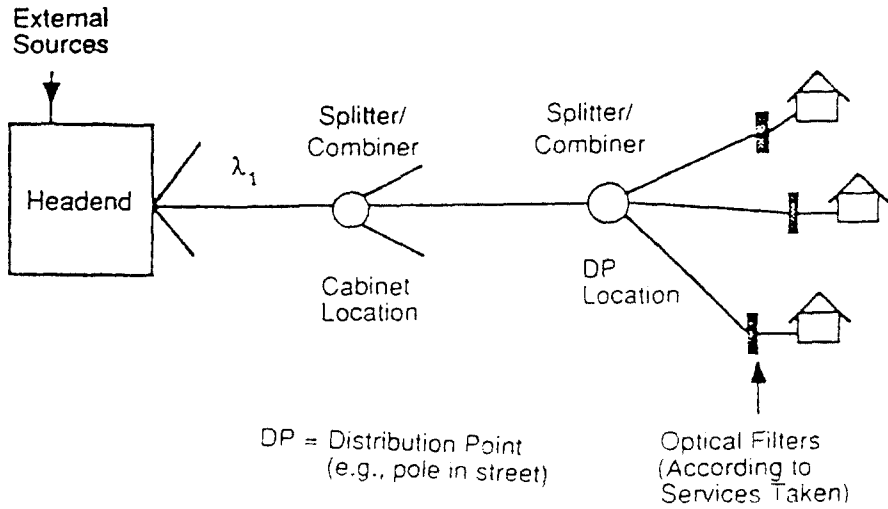 External
Sources
Headend
λ1
Splitter/
Combiner
Cabinet
Location
Splitter/
Combiner
DP
Location
DP = Distribution Point
(e.g., pole in street)
Optical Filters
(According to
Services Taken)